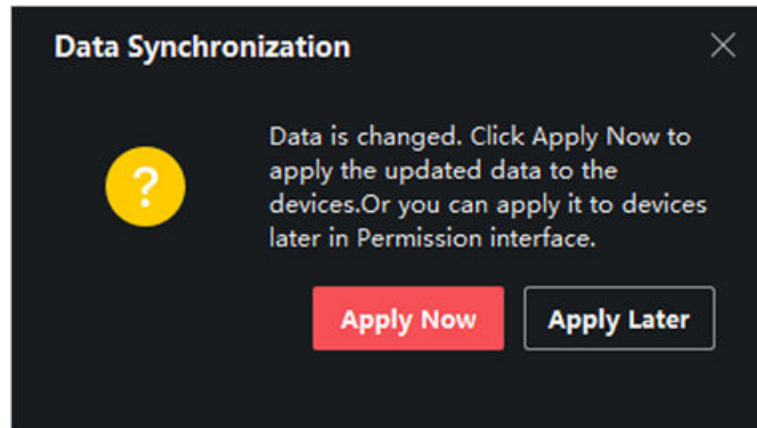 Data Synchronization
?
Data is changed. Click Apply Now to
apply the updated data to the
devices.Or you can apply it to devices
later in Permission interface.
Apply Now
Apply Later